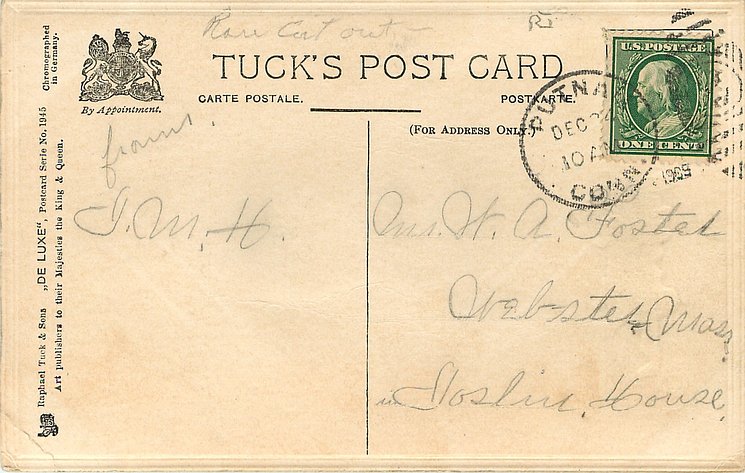 Rare Cut out
TUCK'S POST CARD
CARTE POSTALE.
POSTKARTE.
(For Address Only.)
By Appointment.
Chromographed
in Germany.
Raphael Tuck & Sons „DE LUXE“, Postcard Serie No. 1945
Art publishers to their Majesties the King & Queen.
U.S. POSTAGE
ONE CENT
PUTNAM
DEC 24
10 AM
CONN.
from
I. M. H.
W. A. Foster
Webster, Mass
Joslin House,